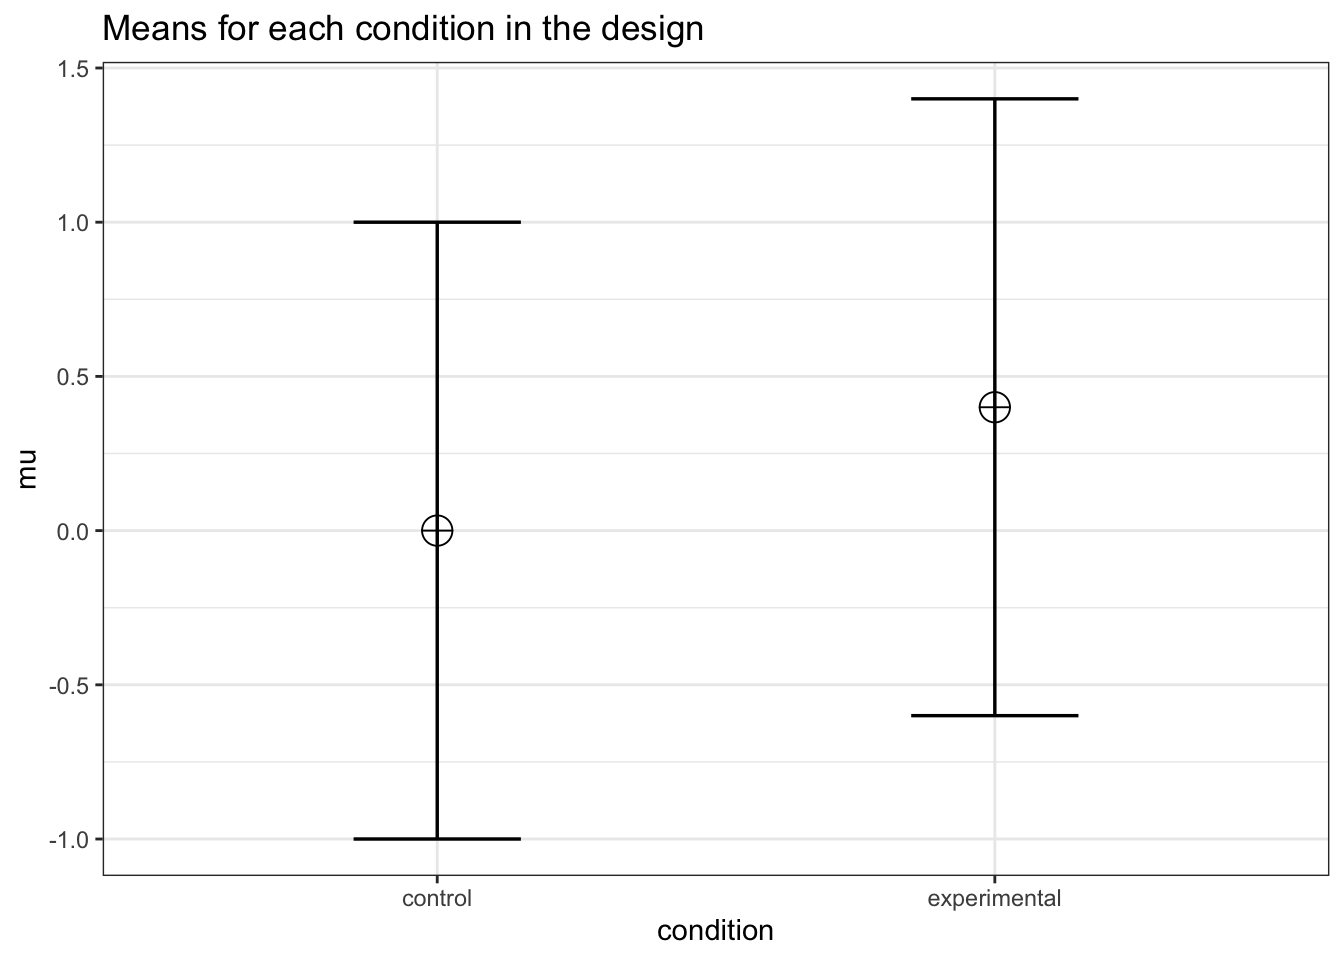 Means for each condition in the design
1.5
1.0
0.5
0.0
-0.5
-1.0
mu
control
experimental
condition